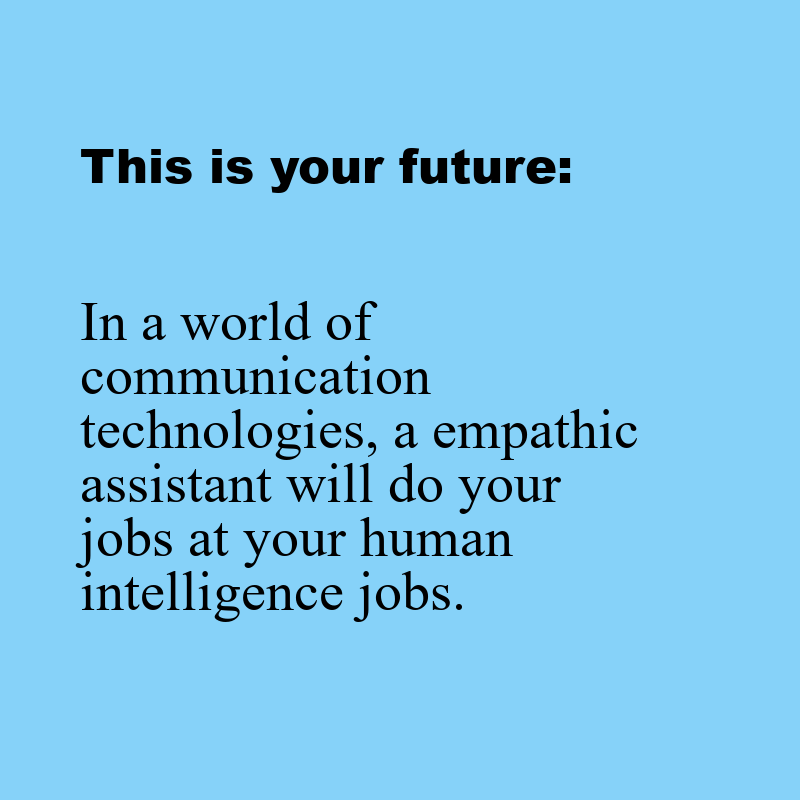 This is your future:
In a world of
communication
technologies, a empathic
assistant will do your
jobs at your human
intelligence jobs.